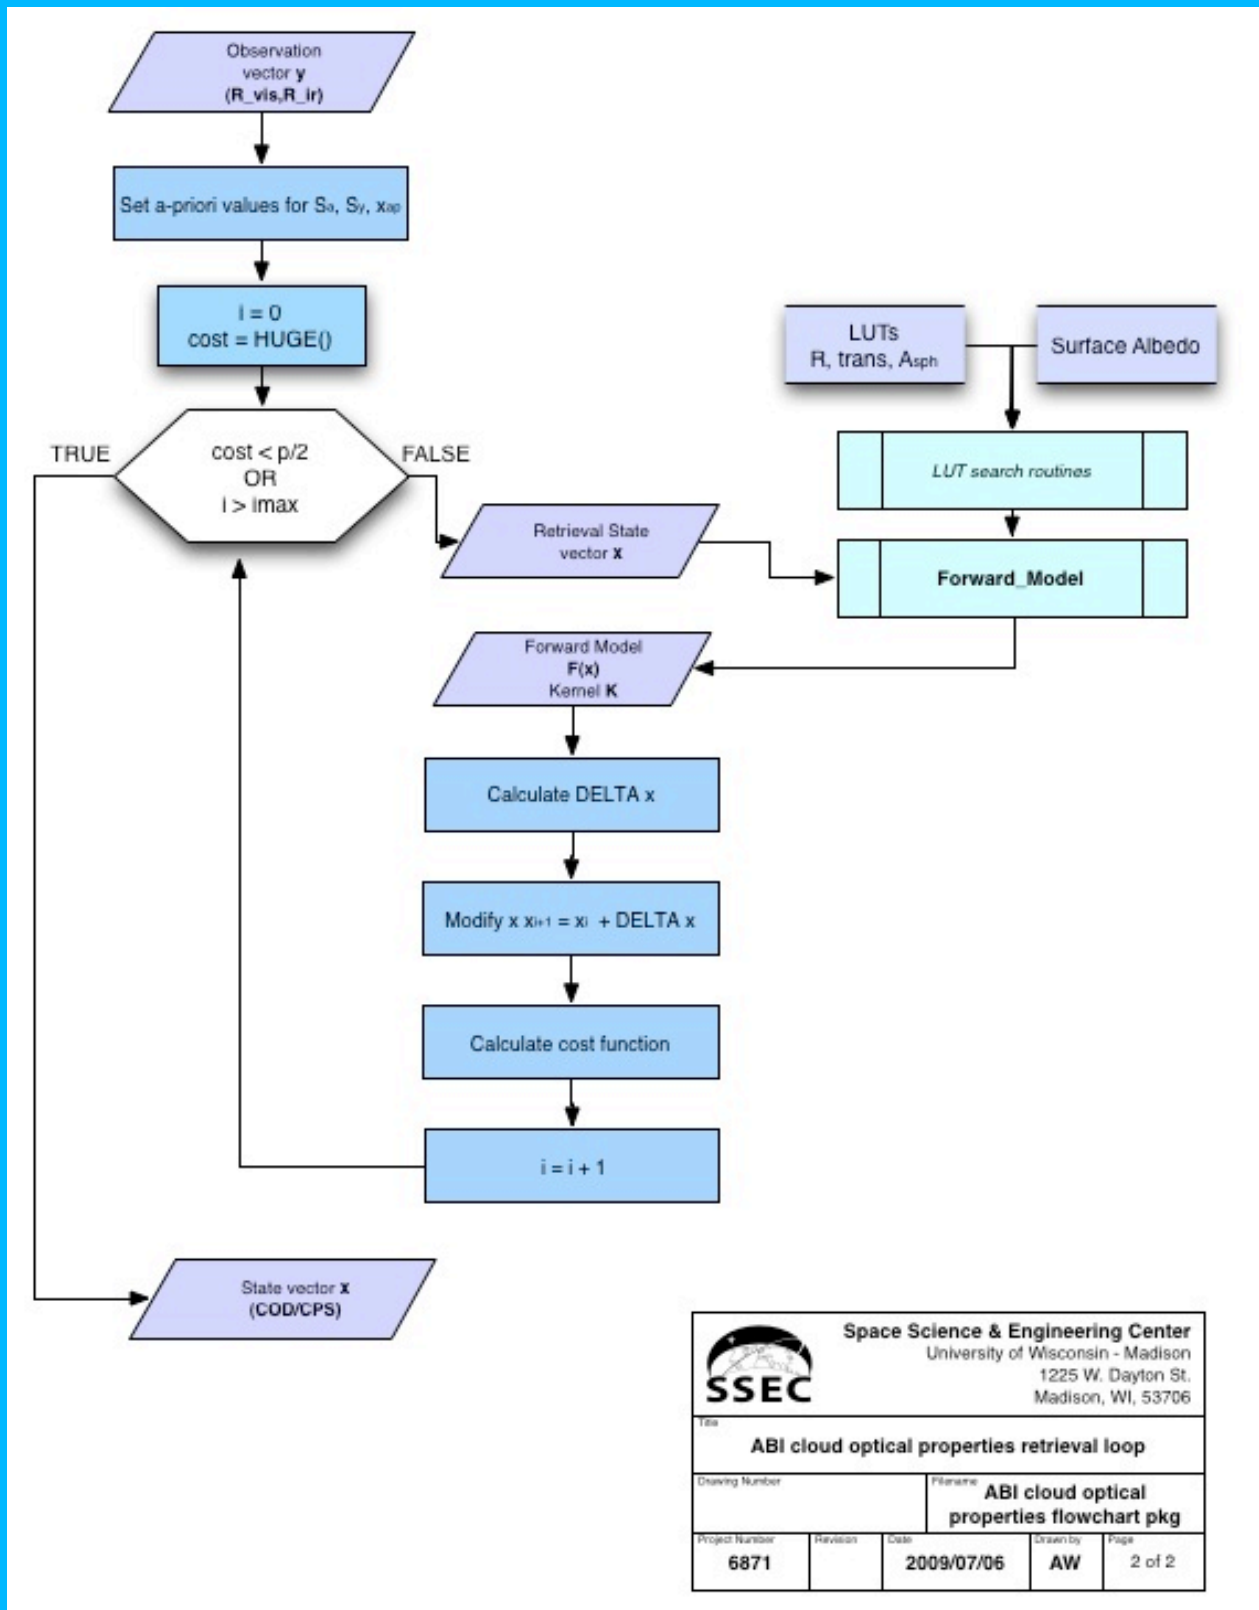 Observation
vector y
(R_vis,R_ir)
Set a-priori values for Sa, Sy, xap
i = 0
cost = HUGE()
LUTs
R, trans, Asph
Surface Albedo
TRUE
cost < p/2
OR
i > imax
FALSE
LUT search routines
Retrieval State
vector x
Forward_Model
Forward Model
F(x)
Kernel K
Calculate DELTA x
Modify x xi+1 = xi + DELTA x
Calculate cost function
i = i + 1
State vector x
(COD/CPS)
SSEC
Space Science & Engineering Center
University of Wisconsin - Madison
1225 W. Dayton St.
Madison, WI, 53706
Title
ABI cloud optical properties retrieval loop
Drawing Number
Filename
ABI cloud optical
properties flowchart pkg
Project Number
6871
Revision
Date
2009/07/06
Drawn by
AW
Page
2 of 2